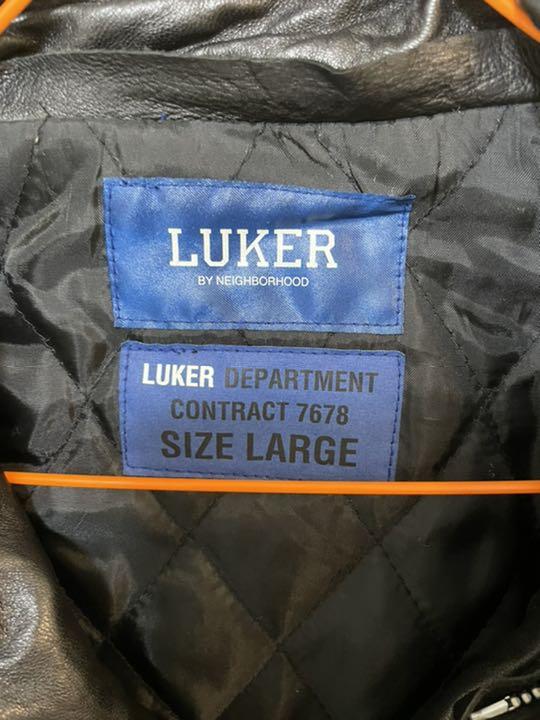 LUKER
BY NEIGHBORHOOD
LUKER DEPARTMENT
CONTRACT 7678
SIZE LARGE